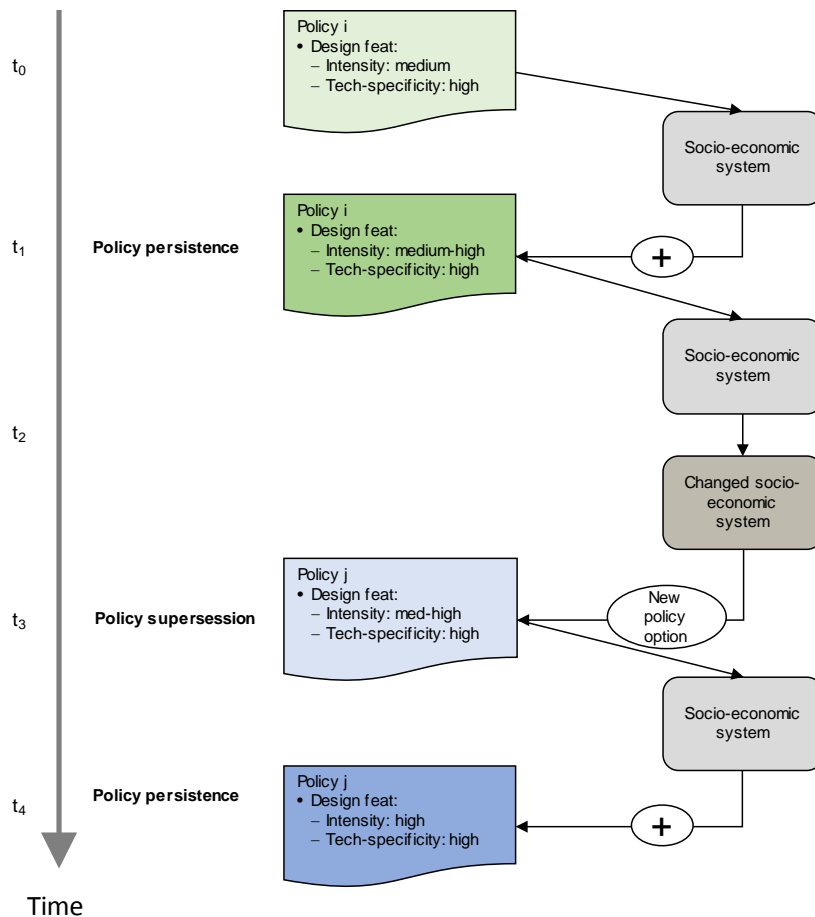 t0
Policy i
• Design feat:
– Intensity: medium
– Tech-specificity: high
Socio-economic
system
t1
Policy persistence
Policy i
• Design feat:
– Intensity: medium-high
– Tech-specificity: high
+
Socio-economic
system
t2
Changed socio-
economic
system
t3
Policy supersession
Policy j
• Design feat:
– Intensity: med-high
– Tech-specificity: high
New
policy
option
Socio-economic
system
t4
Policy persistence
Policy j
• Design feat:
– Intensity: high
– Tech-specificity: high
+
Time